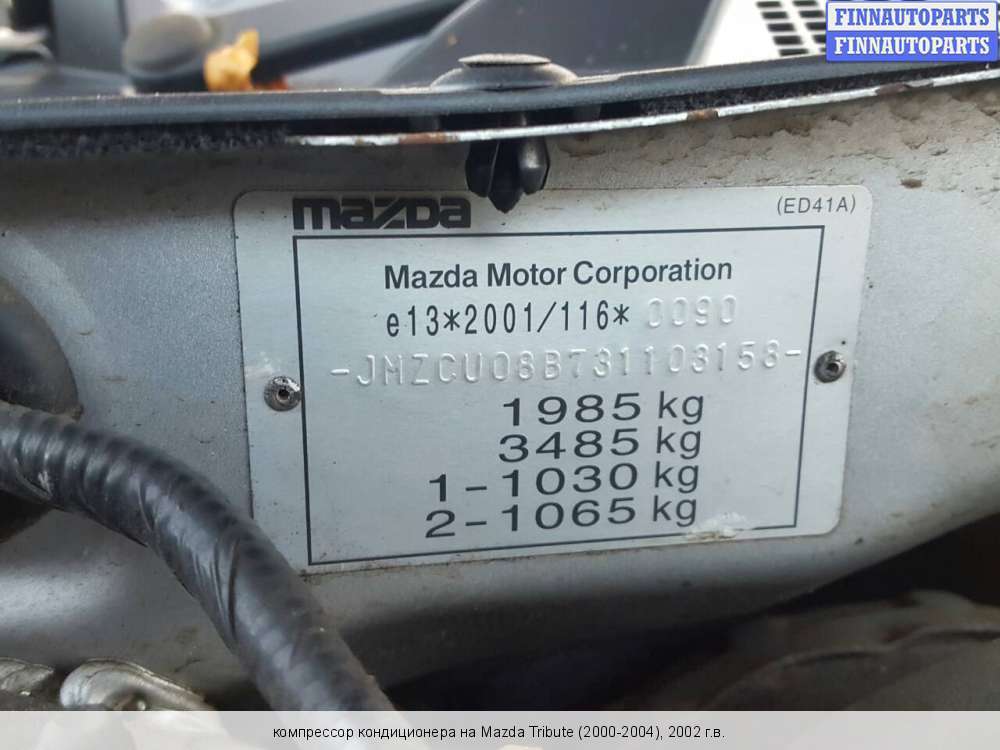 FINNAUTOPARTS
FINNAUTOPARTS
mazda
(ED41A)
Mazda Motor Corporation
e13*2001/116* 0090
-JMZCU08B731103158-
1985 kg
3485 kg
1-1030 kg
2-1065 kg
компрессор кондиционера на Mazda Tribute (2000-2004), 2002 г.в.